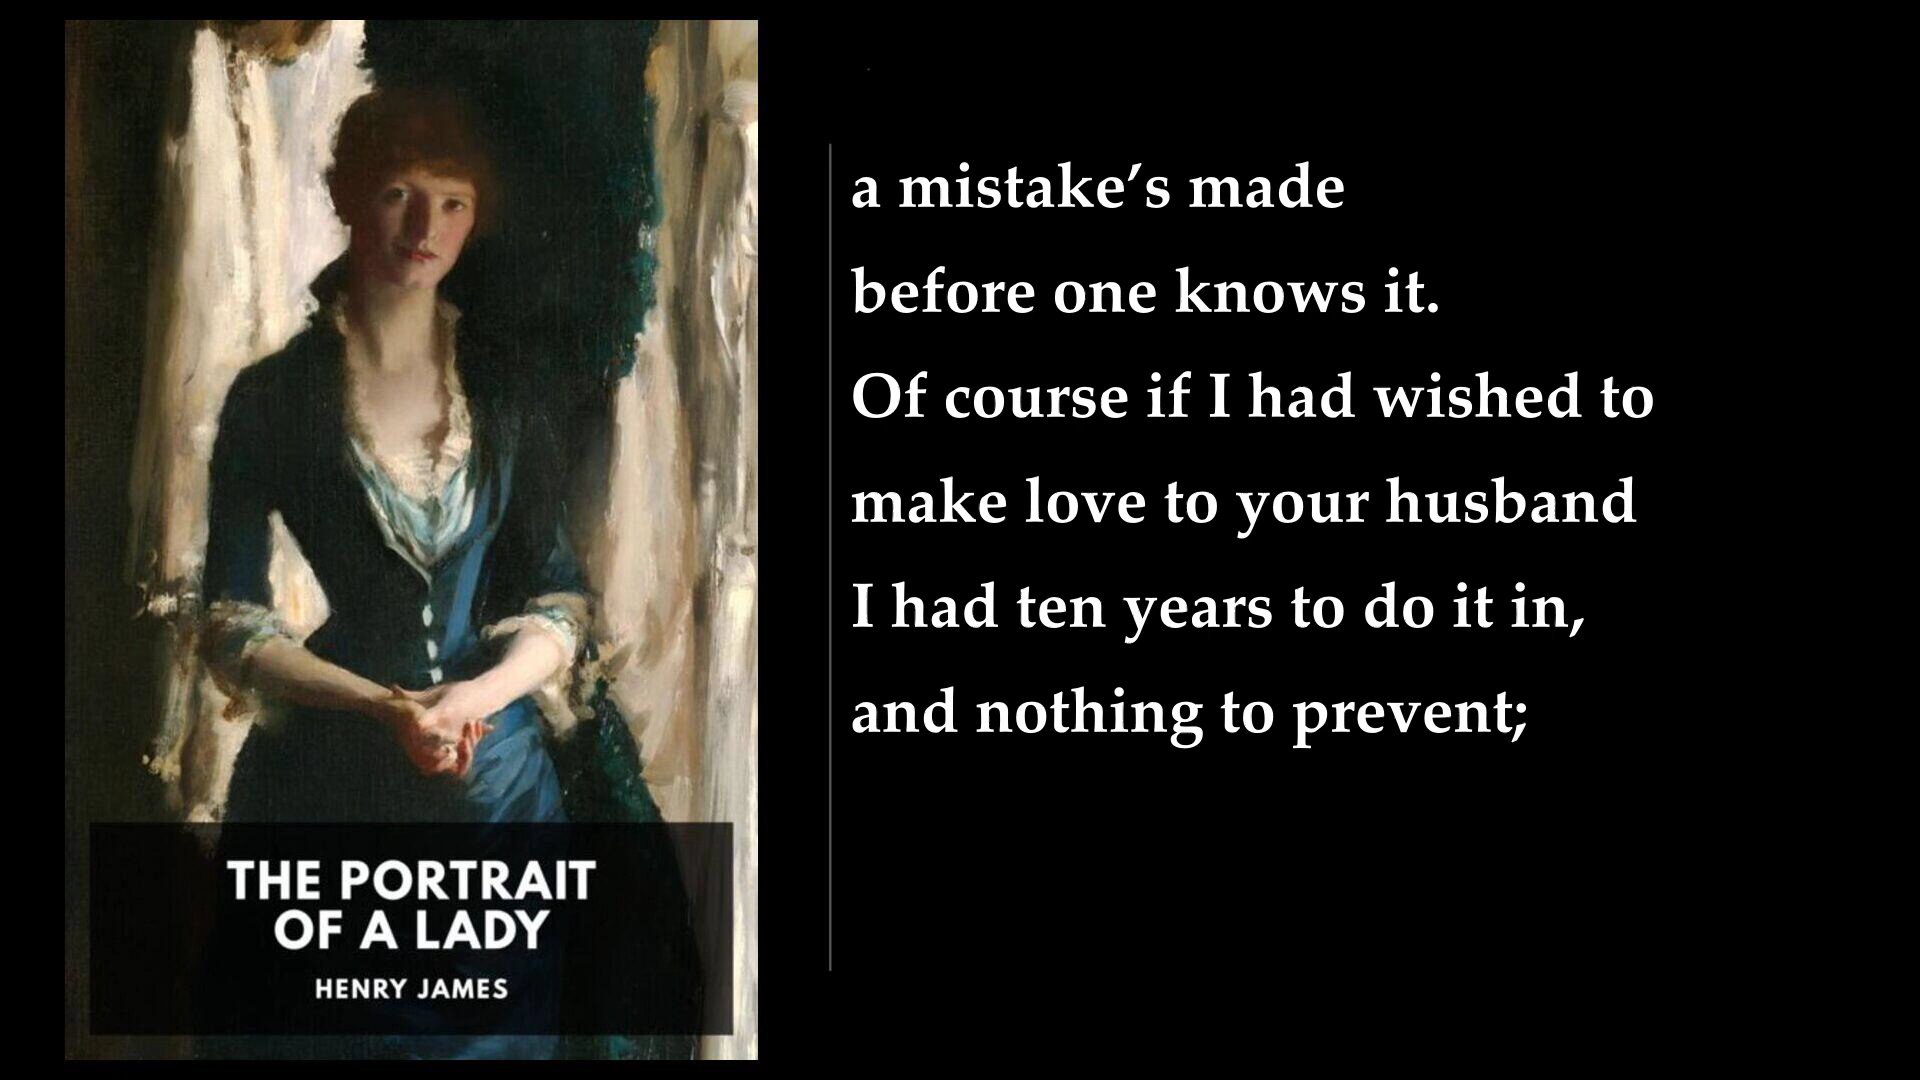 THE PORTRAIT
OF A LADY
HENRY JAMES
a mistake’s made
before one knows it.
Of course if I had wished to
make love to your husband
I had ten years to do it in,
and nothing to prevent;